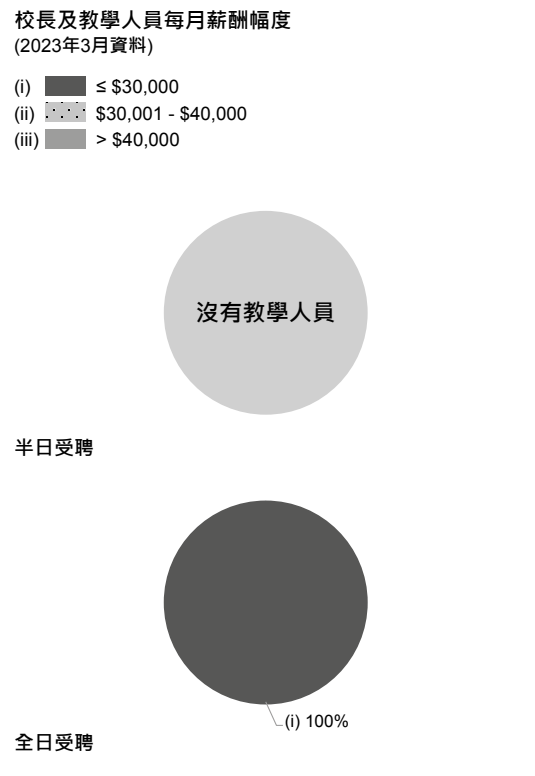 校長及教學人員每月薪酬幅度
(2023年3月資料)
(i) ≤ $30,000
(ii) $30,001 - $40,000
(iii) > $40,000
沒有教學人員
半日受聘
(i) 100%
全日受聘